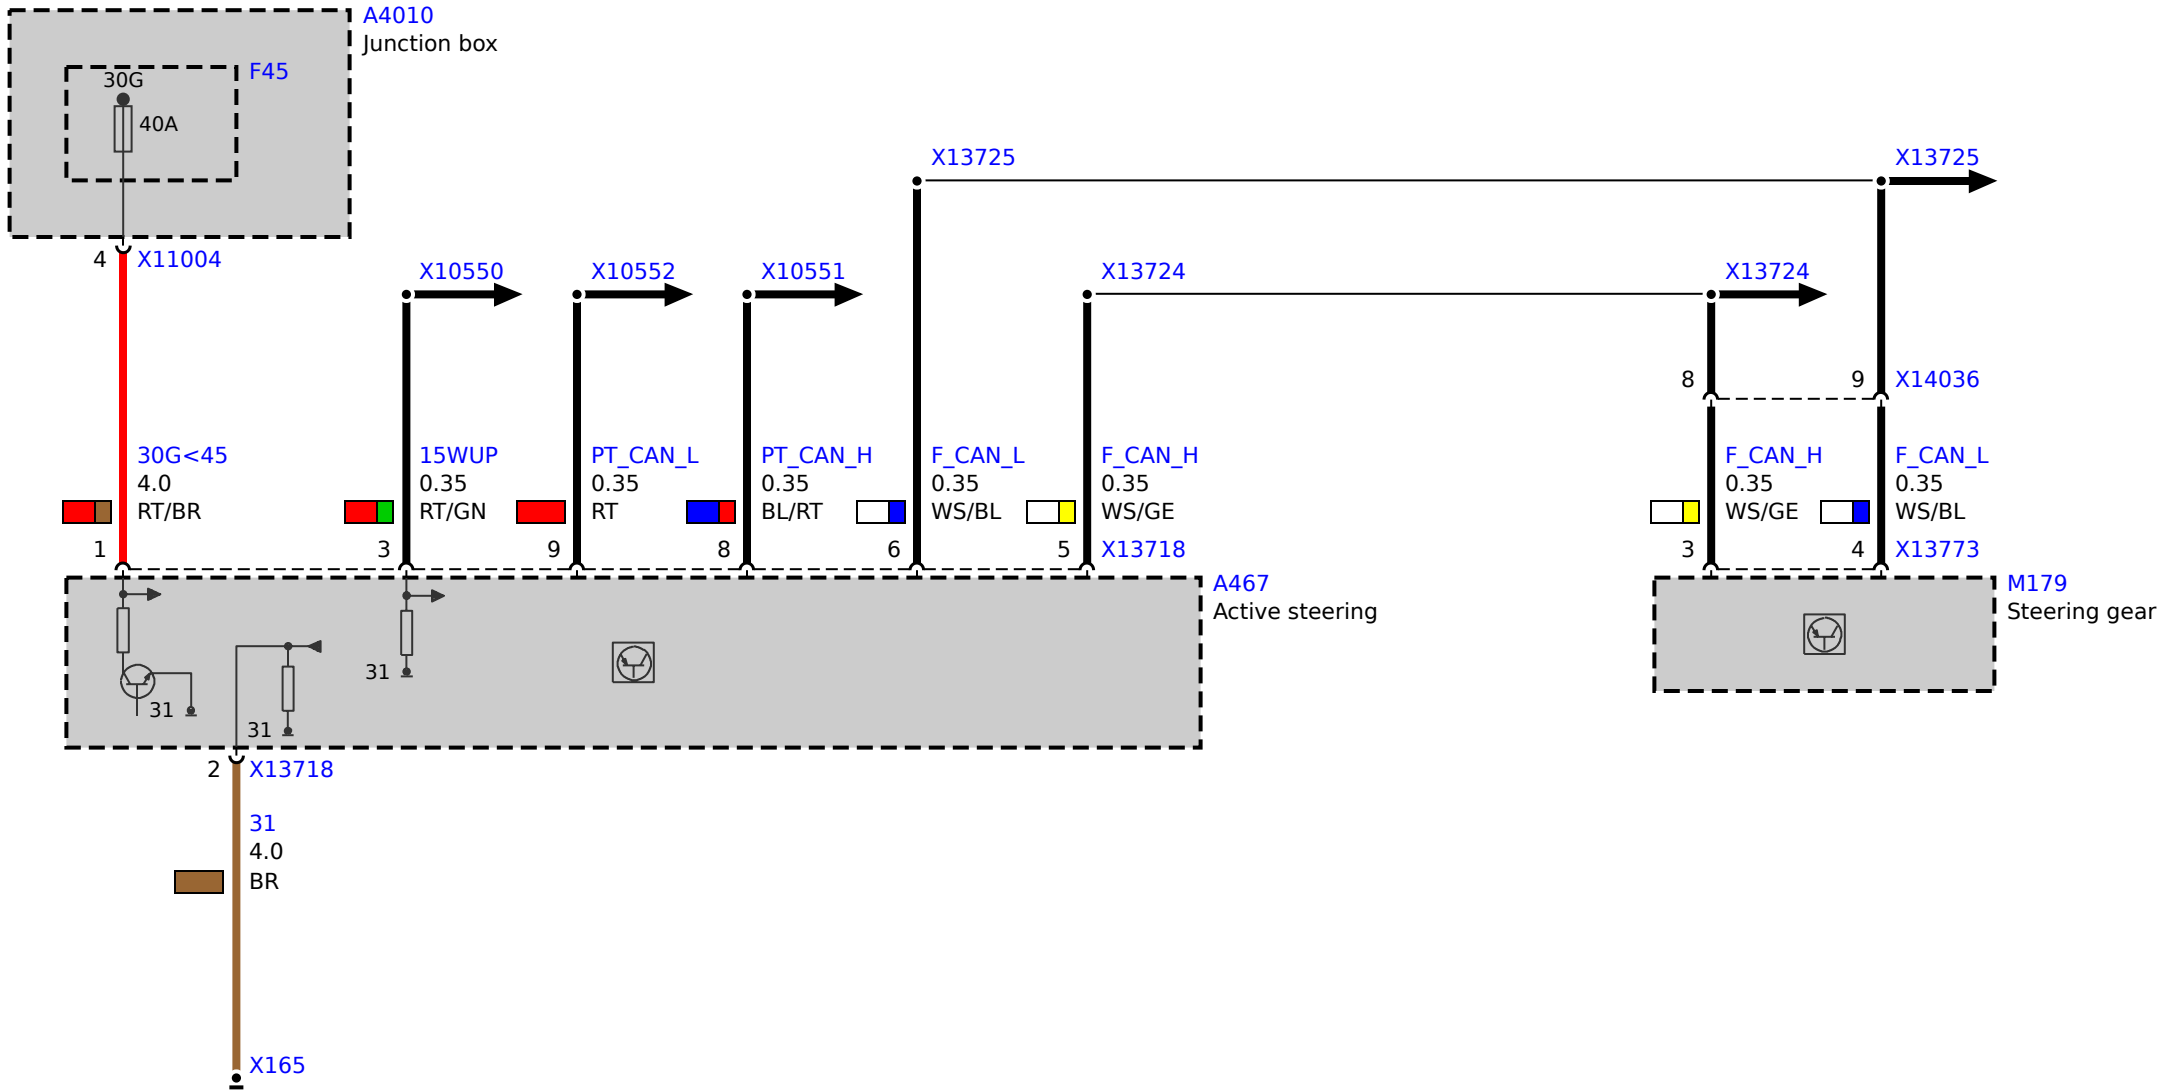 A4010
Junction box
F45
30G
40A
4
X11004
X13725
X13725
X10550
X10552
X10551
X13724
X13724
8
9
X14036
30G<45
4.0
RT/BR
1
15WUP
0.35
RT/GN
3
PT_CAN_L
0.35
RT
9
PT_CAN_H
0.35
BL/RT
8
F_CAN_L
0.35
WS/BL
6
F_CAN_H
0.35
WS/GE
5
X13718
F_CAN_H
0.35
WS/GE
3
F_CAN_L
0.35
WS/BL
4
X13773
A467
Active steering
M179
Steering gear
31
31
31
2
X13718
31
4.0
BR
X165